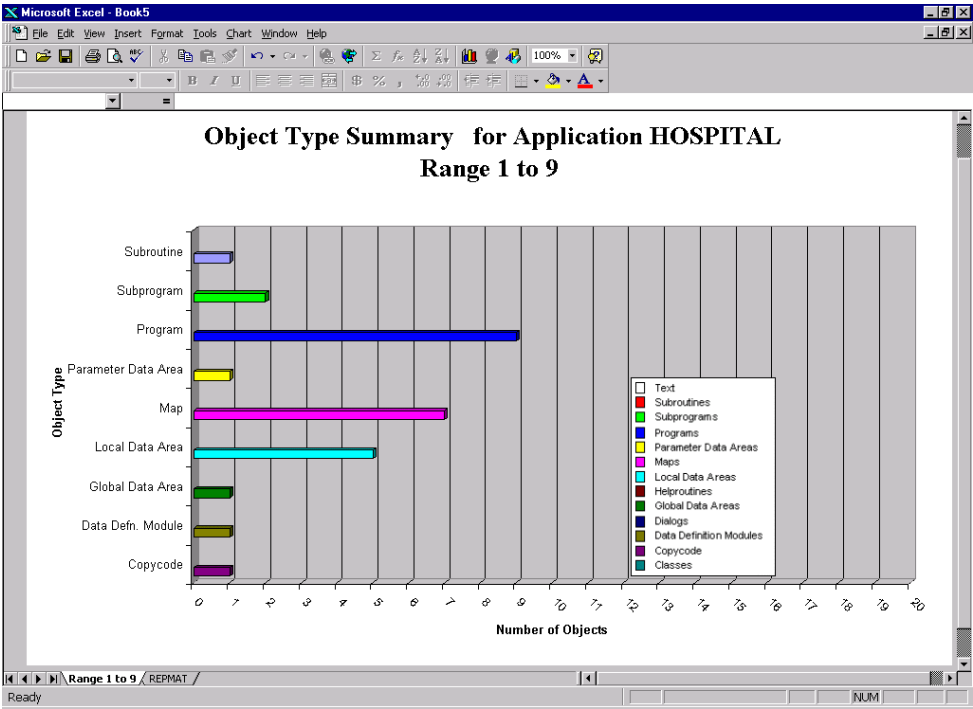 Microsoft Excel - Book5
File Edit View Insert Format Tools Chart Window Help
100%
B I U $ % ,
=
Object Type Summary for Application HOSPITAL
Range 1 to 9
Subroutine
Subprogram
Program
Parameter Data Area
Map
Local Data Area
Global Data Area
Data Defn. Module
Copycode
Object Type
Text
Subroutines
Subprograms
Programs
Parameter Data Areas
Maps
Local Data Areas
Helproutines
Global Data Areas
Dialogs
Data Definition Modules
Copycode
Classes
0 1 2 3 4 5 6 7 8 9 10 11 12 13 14 15 16 17 18 19 20
Number of Objects
Range 1 to 9 REPMAT
Ready NUM